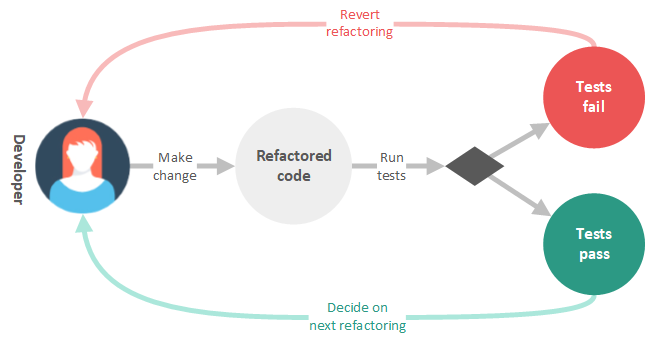 Revert
refactoring
Tests
fail
Developer
Make
change
Refactored
code
Run
tests
Tests
pass
Decide on
next refactoring